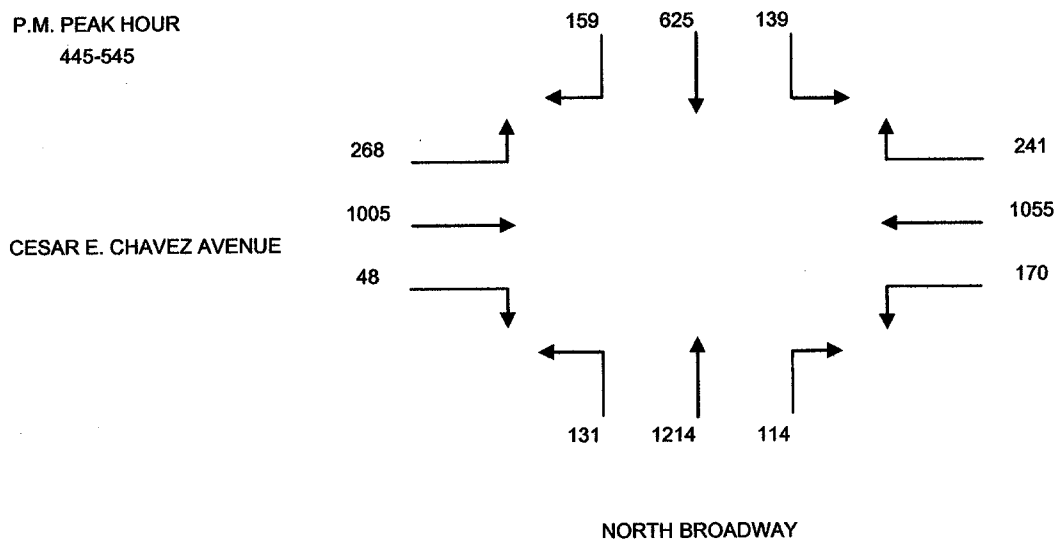 P.M. PEAK HOUR
445-545
159 625 139
268 241
1005 1055
CESAR E. CHAVEZ AVENUE
48 170
131 1214 114
NORTH BROADWAY